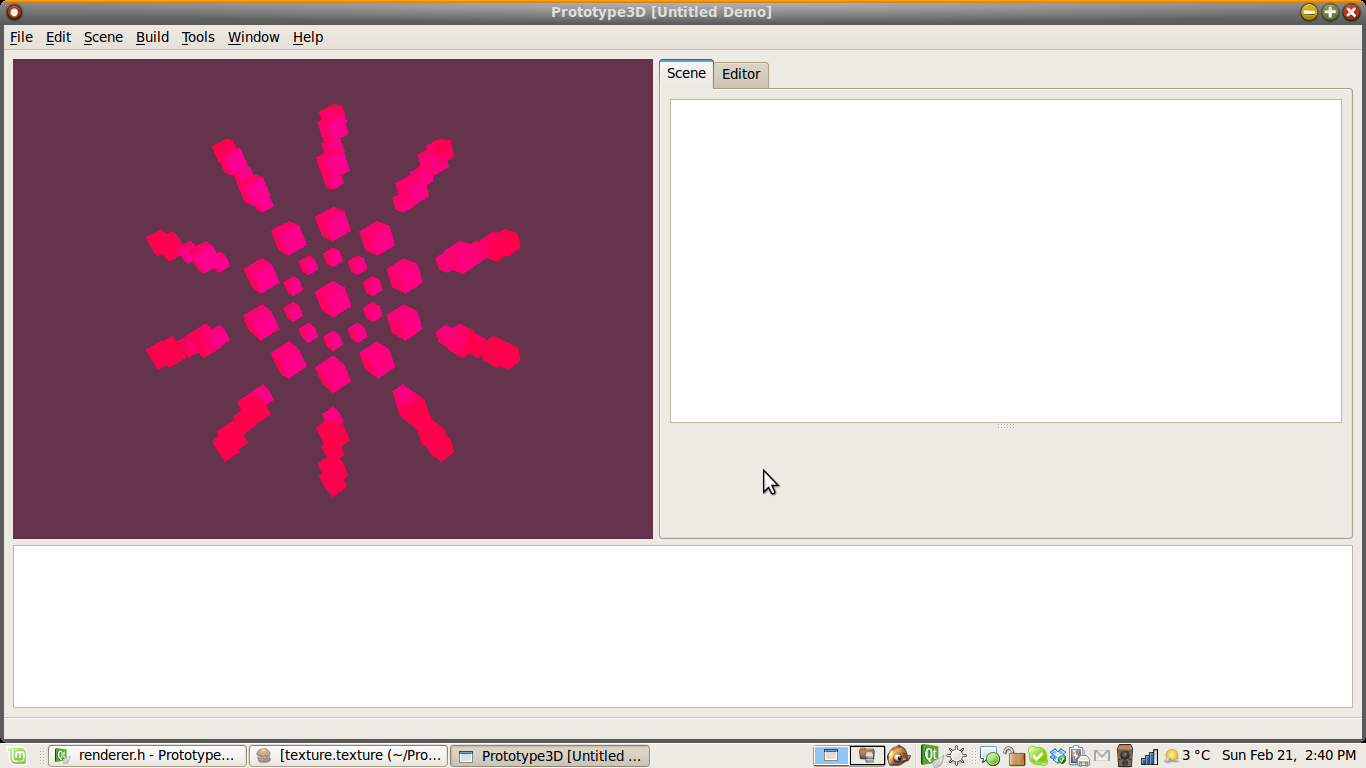 Prototype3D [Untitled Demo]
File Edit Scene Build Tools Window Help
Scene Editor
renderer.h - Prototype... [texture.texture (~/Pro... Prototype3D [Untitled ... Qt 3 °C Sun Feb 21, 2:40 PM